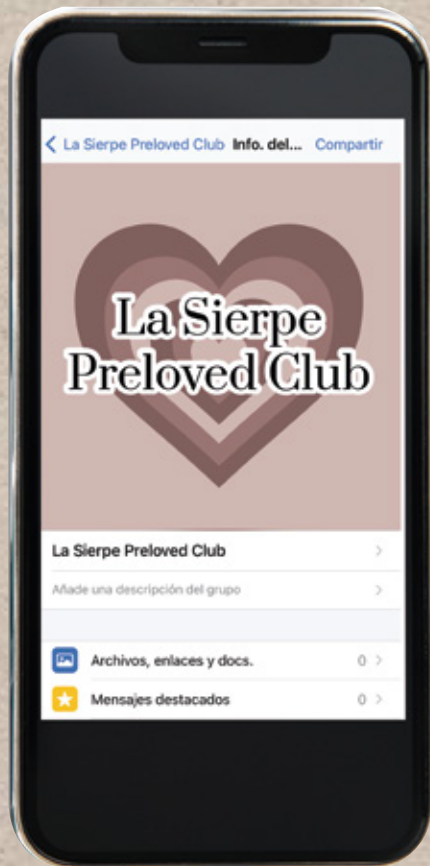 La Sierpe Preloved Club Info. del... Compartir
La Sierpe
Preloved Club
La Sierpe Preloved Club
Añade una descripción del grupo
Archivos, enlaces y docs. 0
Mensajes destacados 0